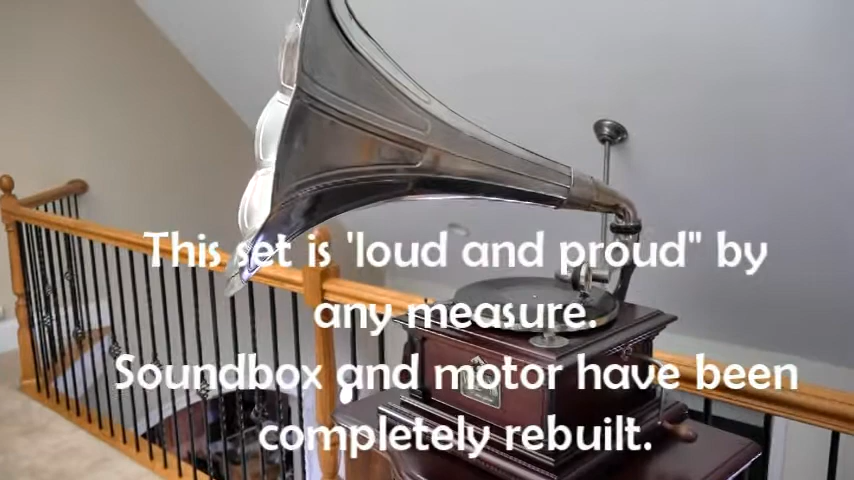 This set is 'loud and proud" by
any measure.
Soundbox and motor have been
completely rebuilt.